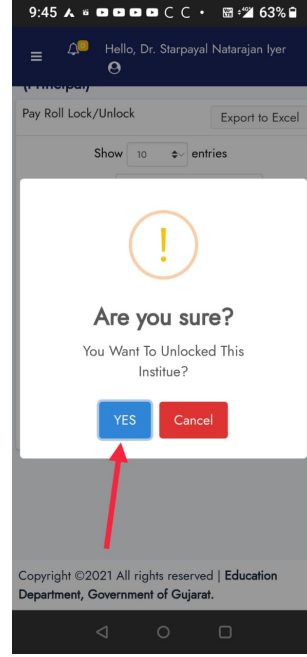 9:45
63%
Hello, Dr. Starpayal Natarajan Iyer
(Principal)
Pay Roll Lock/Unlock
Export to Excel
Show 10 entries
!
Are you sure?
You Want To Unlocked This
Institue?
YES
Cancel
Copyright ©2021 All rights reserved | Education
Department, Government of Gujarat.